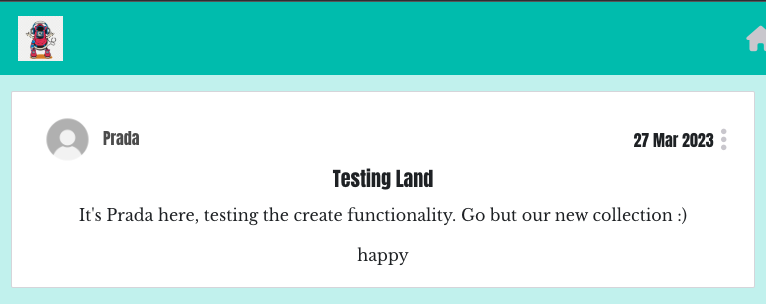 Prada
27 Mar 2023
Testing Land
It's Prada here, testing the create functionality. Go but our new collection :)
happy